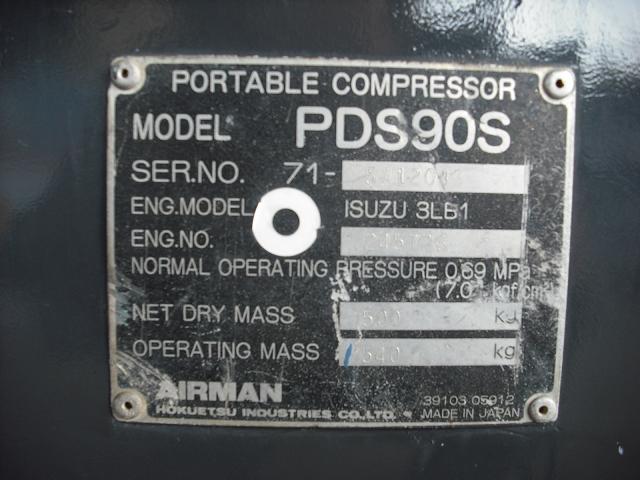 PORTABLE COMPRESSOR
MODEL PDS90S
SER.NO. 71-
ENG.MODEL ISUZU 3LB1
ENG.NO.
NORMAL OPERATING PRESSURE 0.69 MPa
(7.0 kgf/cm²)
NET DRY MASS kg
OPERATING MASS 640 kg
AIRMAN
HOKUETSU INDUSTRIES CO.,LTD.
39103 05912
MADE IN JAPAN